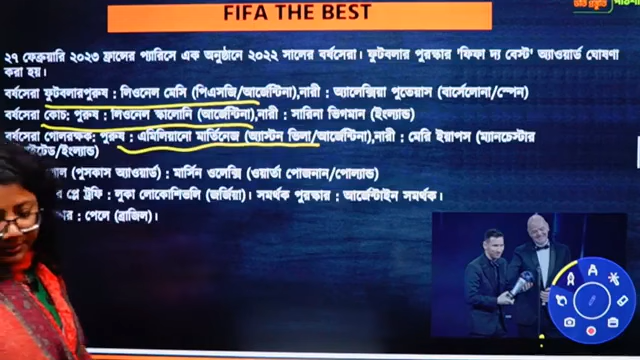 FIFA THE BEST
২৭ ফেব্রুয়ারি ২০২৩ ফ্রান্সের প্যারিসে এক অনুষ্ঠানে ২০২২ সালের বর্ষসেরা। ফুটবলার পুরস্কার 'ফিফা দ্য বেস্ট' অ্যাওয়ার্ড ঘোষণা
করা হয়।
বর্ষসেরা ফুটবলারপুরুষ : লিওনেল মেসি (পিএসজি/আর্জেন্টিনা),নারী : অ্যালেক্সিয়া পুতেয়াস (বার্সেলোনা/স্পেন)
বর্ষসেরা কোচ: পুরুষ : লিওনেল স্কালোনি (আর্জেন্টিনা),নারী : সারিনা ভিগমান (ইংল্যান্ড)
বর্ষসেরা গোলরক্ষক: পুরুষ : এমিলিয়ানো মার্তিনেজ (অ্যাস্টন ভিলা/আর্জেন্টিনা),নারী : মেরি ইয়াপস (ম্যানচেস্টার
ইটেড/ইংল্যান্ড)
(পুসকাস অ্যাওয়ার্ড) : মার্সিন ওলেক্সি (ওয়ার্তা পোজনান/পোল্যান্ড)
প্লে ট্রফি : লুকা লোকোশিভলি (জর্জিয়া)। সমর্থক পুরস্কার : আর্জেন্টাইন সমর্থক।
: পেলে (ব্রাজিল)।